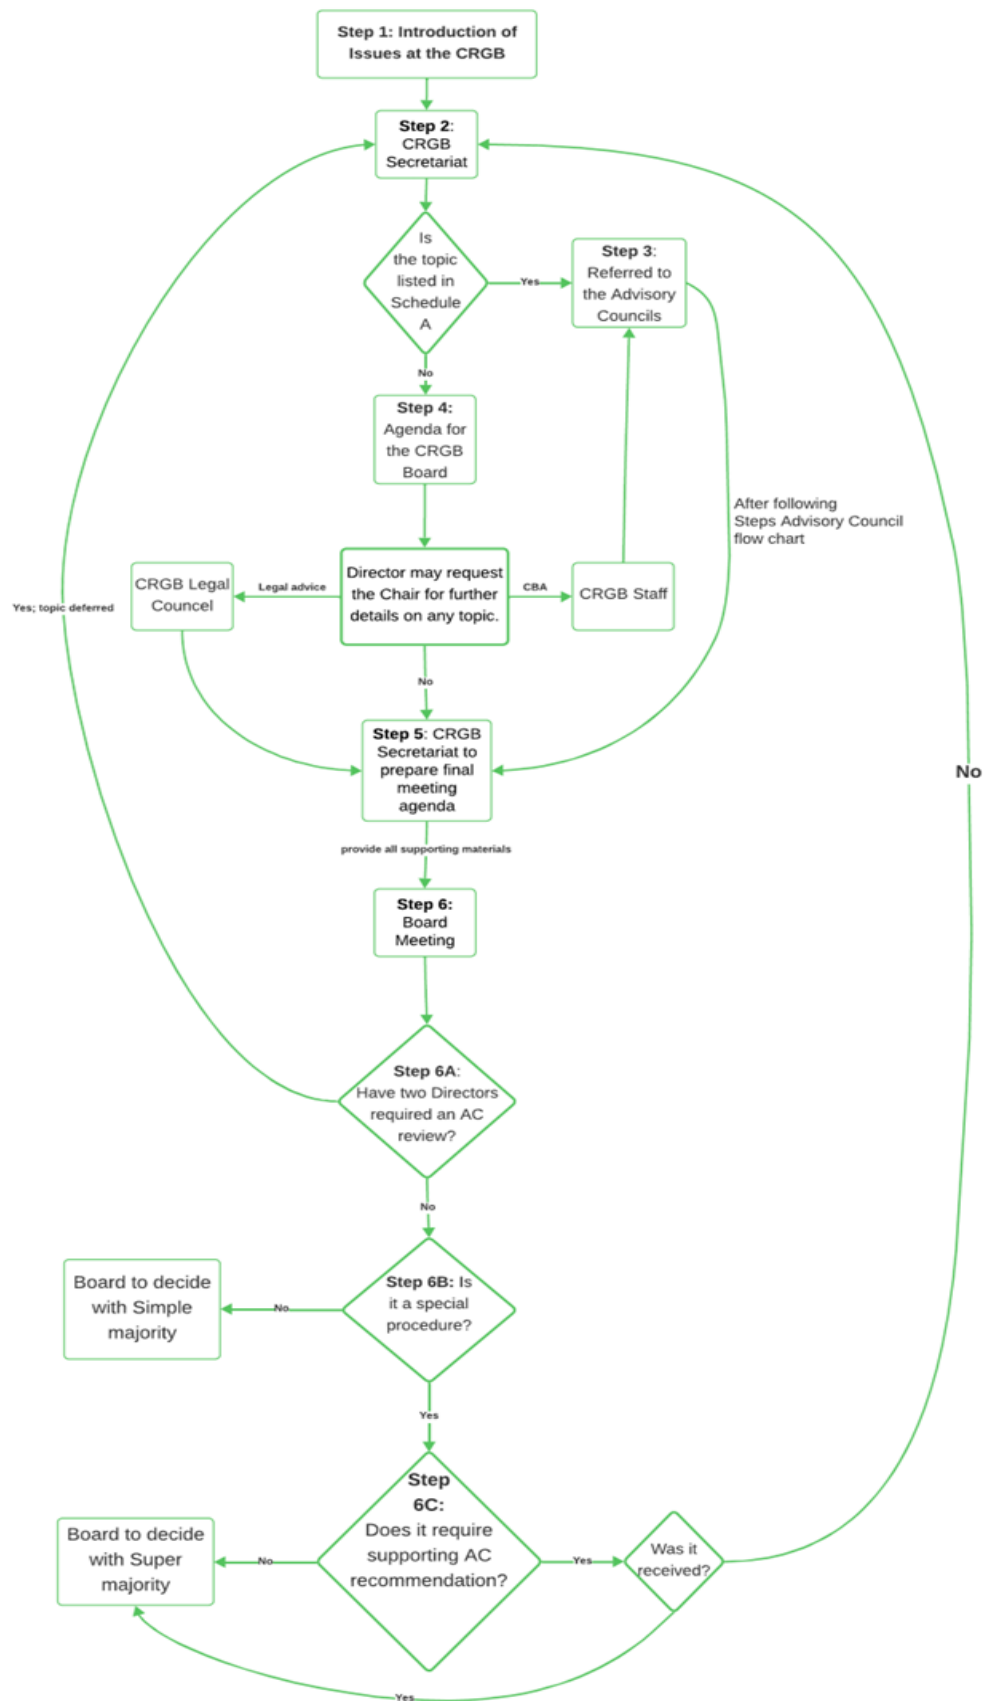 Step 1: Introduction of
Issues at the CRGB
Step 2:
CRGB
Secretariat
Is
the topic
listed in
Schedule
A
Yes
Step 3:
Referred to
the Advisory
Councils
No
Step 4:
Agenda for
the CRGB
Board
After following
Steps Advisory Council
flow chart
Director may request
the Chair for further
details on any topic.
Legal advice
CRGB Legal
Councel
CBA
CRGB Staff
Yes; topic deferred
No
Step 5: CRGB
Secretariat to
prepare final
meeting
agenda
No
provide all supporting materials
Step 6:
Board
Meeting
Step 6A:
Have two Directors
required an AC
review?
No
Step 6B: Is
it a special
procedure?
No
Board to decide
with Simple
majority
Yes
Step
6C:
Does it require
supporting AC
recommendation?
No
Board to decide
with Super
majority
Yes
Was it
received?
Yes